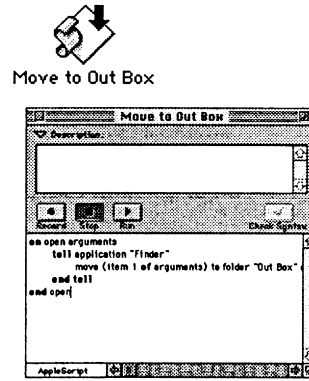 Move to Out Box
Move to Out Box
Description
Record Stop Run Check Syntax
on open arguments
tell application "Finder"
move (item 1 of arguments) to folder "Out Box"
end tell
end open
AppleScript